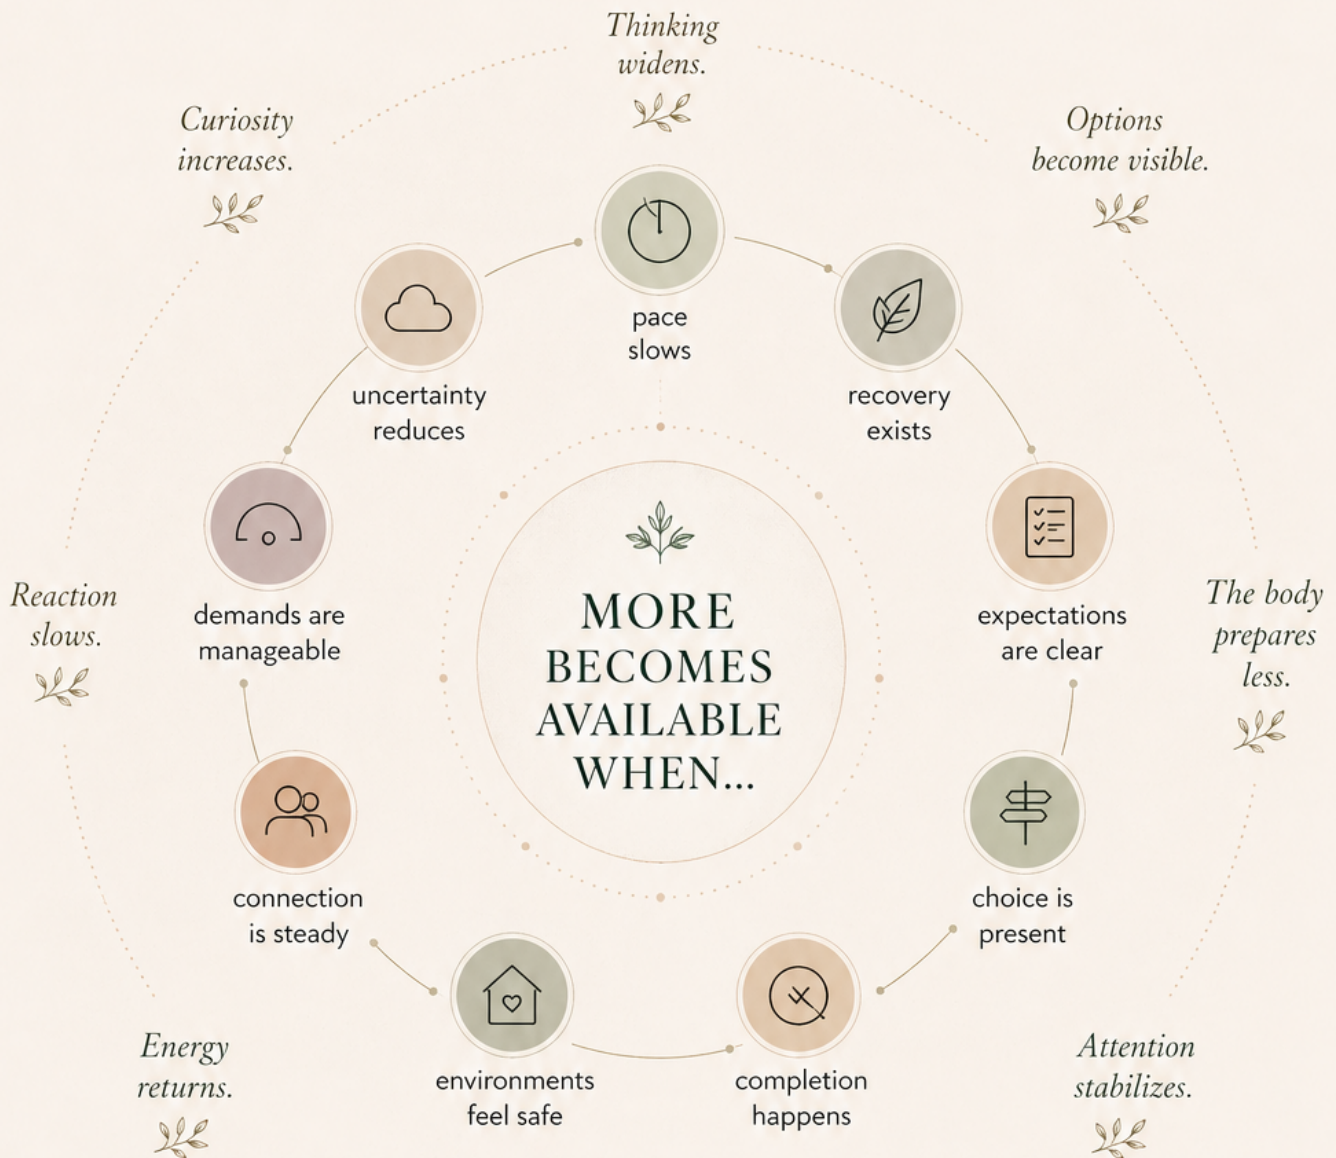 Thinking
widens.
Curiosity
increases.
Options
become visible.
pace
slows
uncertainty
reduces
recovery
exists
demands are
manageable
expectations
are clear
Reaction
slows.
The body
prepares
less.
MORE
BECOMES
AVAILABLE
WHEN...
connection
is steady
choice is
present
environments
feel safe
completion
happens
Energy
returns.
Attention
stabilizes.